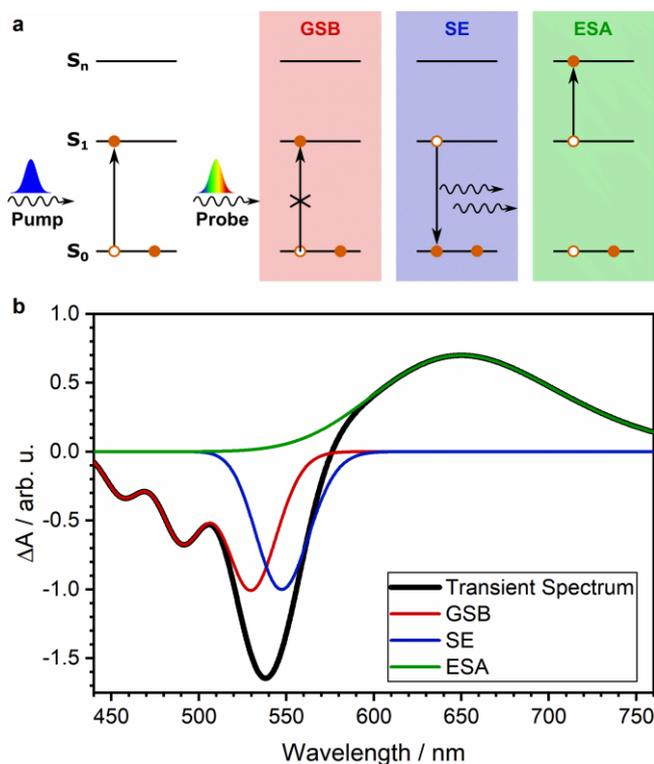 a
GSB
SE
ESA
Sn
S1
S0
Pump
Probe
b
1.0
0.5
0.0
-0.5
-1.0
-1.5
ΔA / arb. u.
Transient Spectrum
GSB
SE
ESA
450 500 550 600 650 700 750
Wavelength / nm